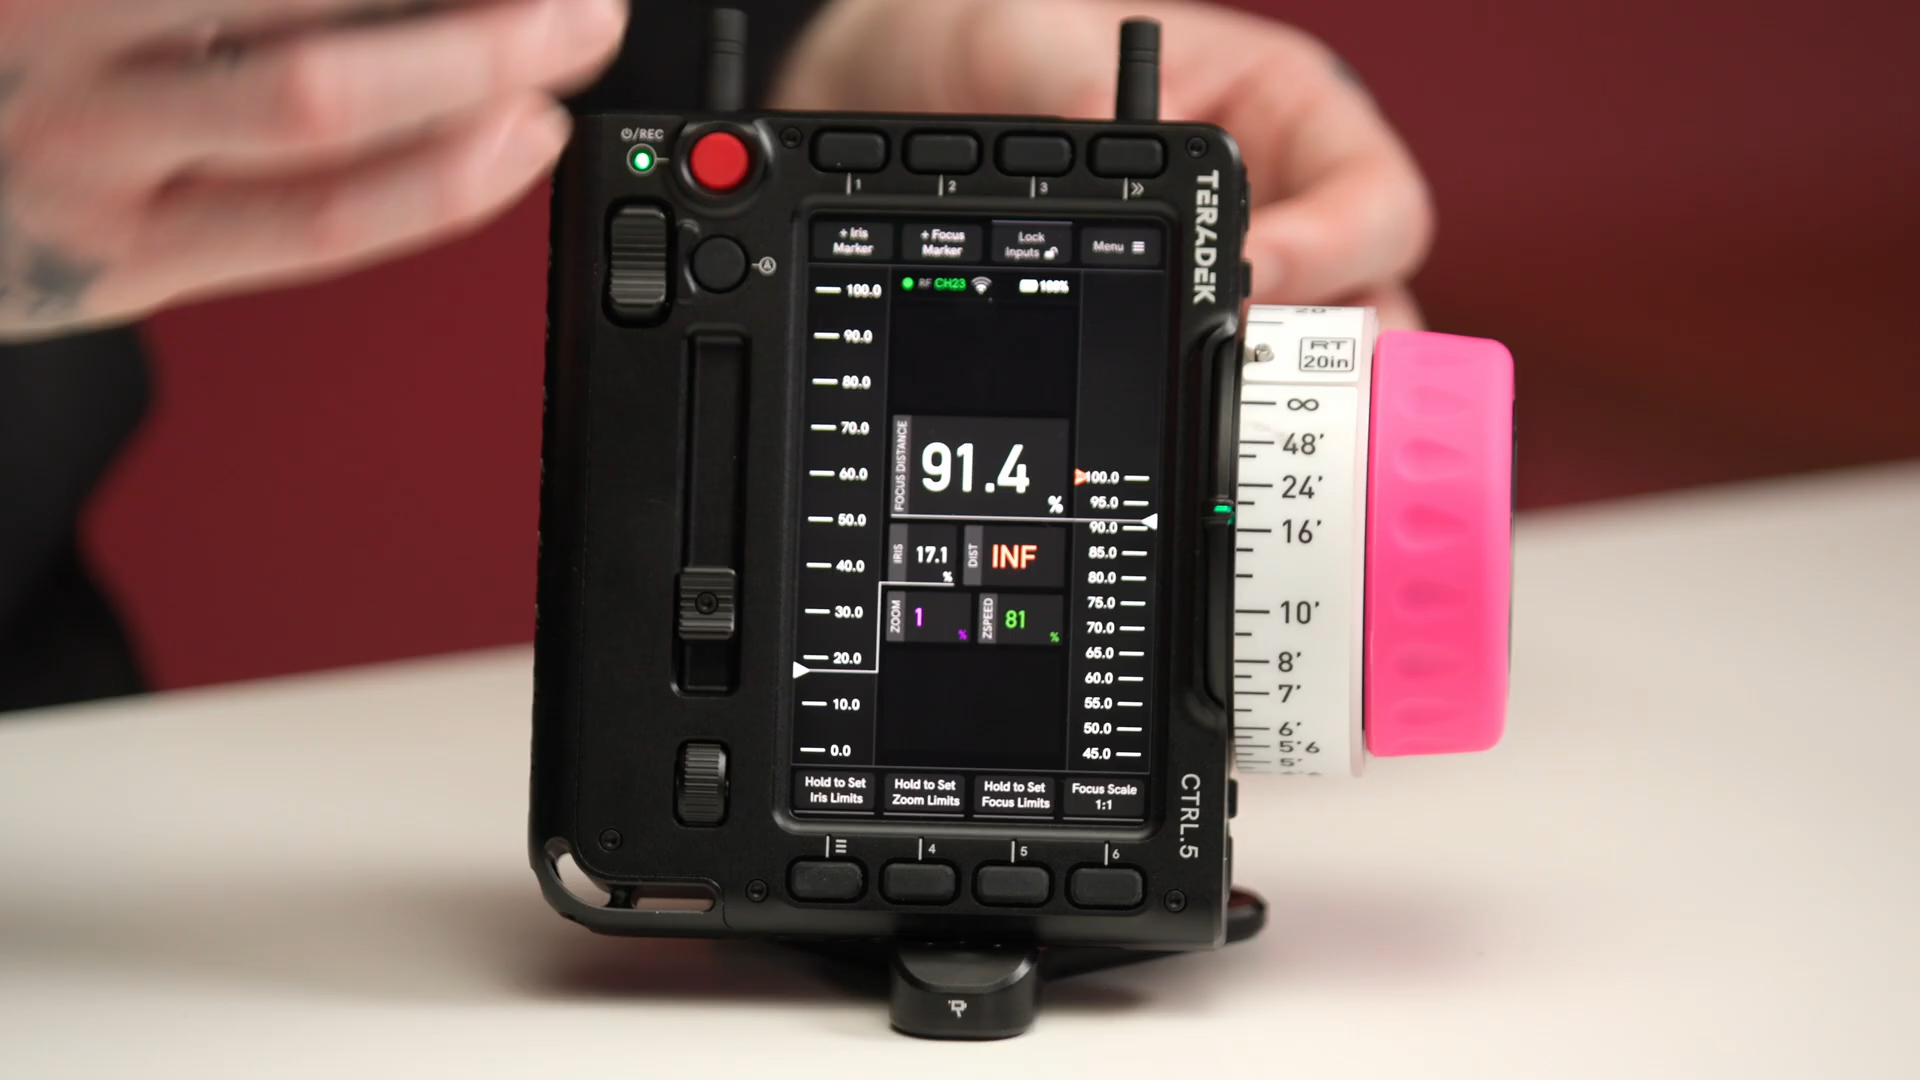 ⏻/REC
1
2
3
TERADEK
+ Iris
Marker
+ Focus
Marker
Lock
Inputs
Menu
RF CH23
100%
A
100.0
90.0
80.0
70.0
60.0
50.0
40.0
30.0
20.0
10.0
0.0
FOCUS DISTANCE
91.4
%
IRIS
17.1
%
DIST
INF
ZOOM
1
%
ZSPEED
81
%
100.0
95.0
90.0
85.0
80.0
75.0
70.0
65.0
60.0
55.0
50.0
45.0
Hold to Set
Iris Limits
Hold to Set
Zoom Limits
Hold to Set
Focus Limits
Focus Scale
1:1
4
5
6
CTRL.5
RT
20in
∞
48'
24'
16'
10'
8'
7'
6'
5'6
5'